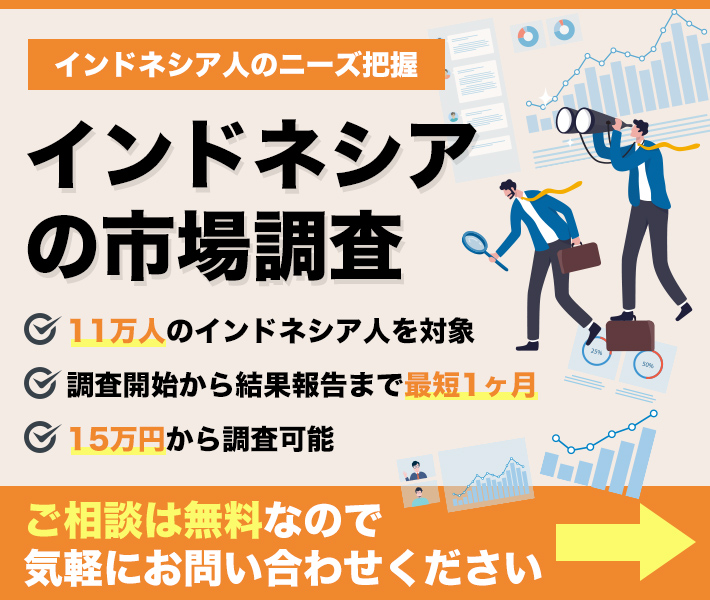 インドネシア人のニーズ把握
インドネシア
の市場調査
11万人のインドネシア人を対象
調査開始から結果報告まで最短1ヶ月
15万円から調査可能
25%
50%
ご相談は無料なので
気軽にお問い合わせください